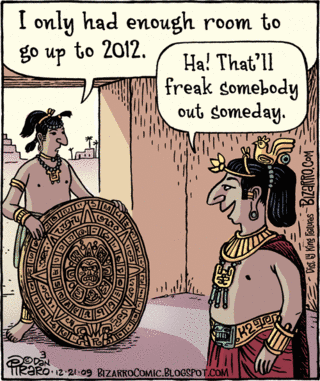 I only had enough room to
go up to 2012.
Ha! That'll
freak somebody
out someday.
BIZARRO.COM
Dist. by King Features
©DAN
PIRARO
3
12-21-09
BIZARROCOMIC.BLOGSPOT.COM